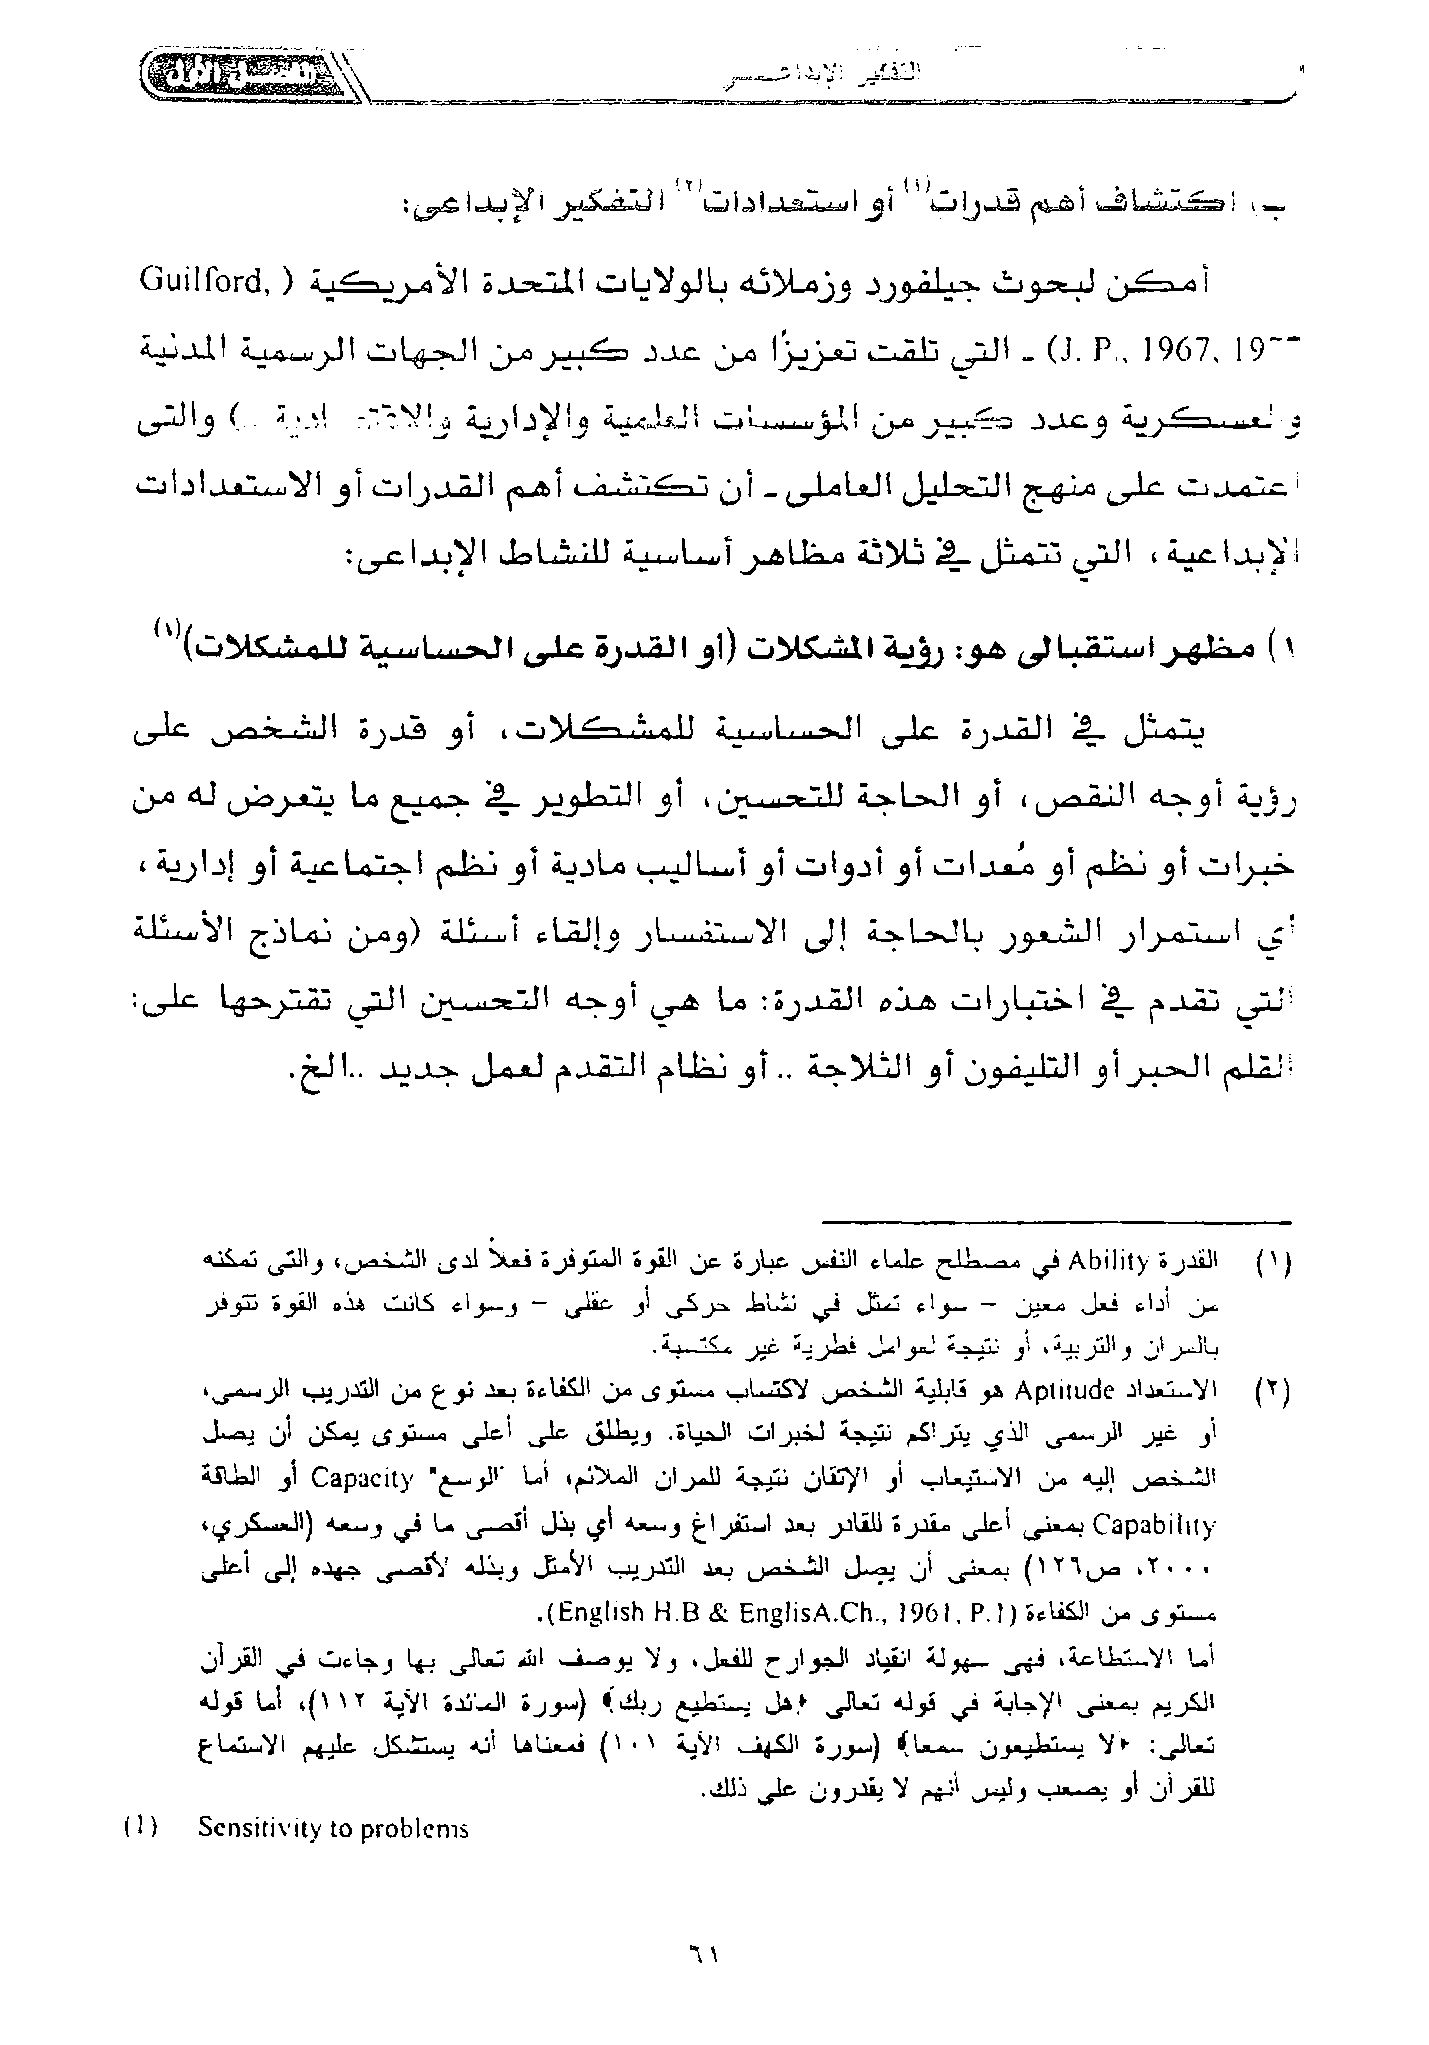 الفصل الأول
التفكير الإبداعي
ب. اكتشاف أهم قدرات(١) أو استعدادات(٢) التفكير الإبداعى:
أمكن لبحوث جيلفورد وزملائه بالولايات المتحدة الأمريكية (Guilford,
J. P., 1967, 19) - التي تلقت تعزيزًا من عدد كبير من الجهات الرسمية المدنية
والعسكرية وعدد كبير من المؤسسات العلمية والإدارية والاقتصادية ..) والتى
اعتمدت على منهج التحليل العاملى - أن تكتشف أهم القدرات أو الاستعدادات
الإبداعية، التي تتمثل في ثلاثة مظاهر أساسية للنشاط الإبداعى:
١) مظهر استقبالى هو: رؤية المشكلات (أو القدرة على الحساسية للمشكلات)(١)
يتمثل في القدرة على الحساسية للمشكلات، أو قدرة الشخص على
رؤية أوجه النقص، أو الحاجة للتحسين، أو التطوير في جميع ما يتعرض له من
خبرات أو نظم أو مُعدات أو أدوات أو أساليب مادية أو نظم اجتماعية أو إدارية،
أي استمرار الشعور بالحاجة إلى الاستفسار وإلقاء أسئلة (ومن نماذج الأسئلة
التي تقدم في اختبارات هذه القدرة: ما هي أوجه التحسين التي تقترحها على:
القلم الحبر أو التليفون أو الثلاجة .. أو نظام التقدم لعمل جديد ..الخ.
(١) القدرة Ability في مصطلح علماء النفس عبارة عن القوة المتوفرة فعلاً لدى الشخص، والتى تمكنه
من أداء فعل معين – سواء تمثل في نشاط حركى أو عقلى – وسواء كانت هذه القوة تتوفر
بالمران والتربية، أو نتيجة لعوامل فطرية غير مكتسبة.
(٢) الاستعداد Aptitude هو قابلية الشخص لاكتساب مستوى من الكفاءة بعد نوع من التدريب الرسمى،
أو غير الرسمى الذي يتراكم نتيجة لخبرات الحياة. ويطلق على أعلى مستوى يمكن أن يصل
الشخص إليه من الاستيعاب أو الإتقان نتيجة للمران الملائم، أما "الوسع" Capacity أو الطاقة
Capability بمعنى أعلى مقدرة للقادر بعد استفراغ وسعه أي بذل أقصى ما في وسعه (العسكري،
٢٠٠٠، ص١٢٦) بمعنى أن يصل الشخص بعد التدريب الأمثل وبذله لأقصى جهده إلى أعلى
مستوى من الكفاءة (English H.B & EnglisA.Ch., 1961, P.1).
أما الاستطاعة، فهى سهولة انقياد الجوارح للفعل، ولا يوصف الله تعالى بها وجاءت في القرآن
الكريم بمعنى الإجابة في قوله تعالى ﴿هل يستطيع ربك﴾ (سورة المائدة الآية ١١٢)، أما قوله
تعالى: ﴿لا يستطيعون سمعا﴾ (سورة الكهف الآية ١٠١) فمعناها أنه يستشكل عليهم الاستماع
للقرآن أو يصعب وليس أنهم لا يقدرون على ذلك.
(1) Sensitivity to problems
٦١